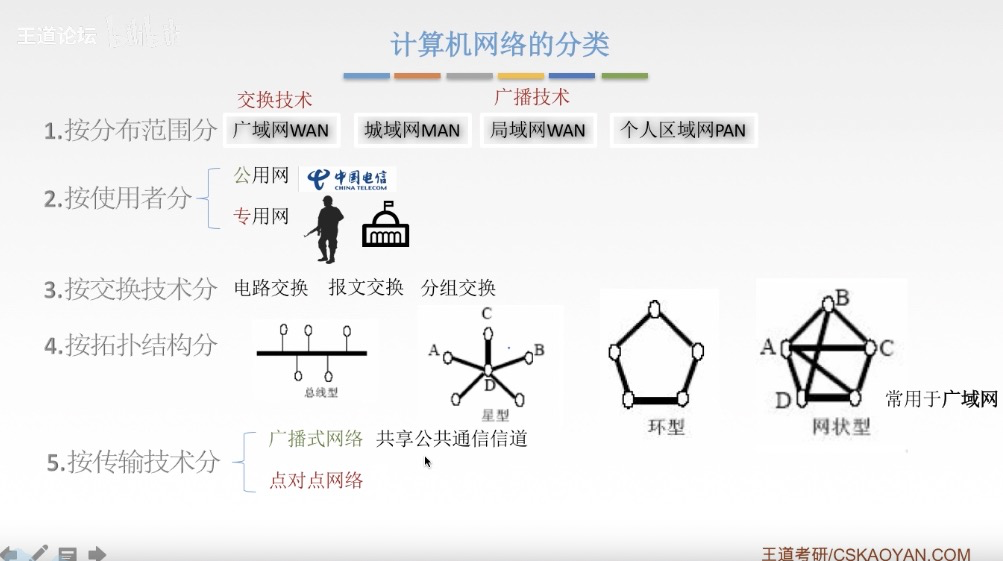 王道论坛
计算机网络的分类
交换技术
广播技术
1.按分布范围分 广域网WAN 城域网MAN 局域网WAN 个人区域网PAN
2.按使用者分
公用网 中国电信
CHINA TELECOM
专用网
3.按交换技术分 电路交换 报文交换 分组交换
4.按拓扑结构分
总线型
C
A
B
D
星型
环型
B
A
C
D
网状型
常用于广域网
5.按传输技术分
广播式网络 共享公共通信信道
点对点网络
王道考研/CSKAOYAN.COM